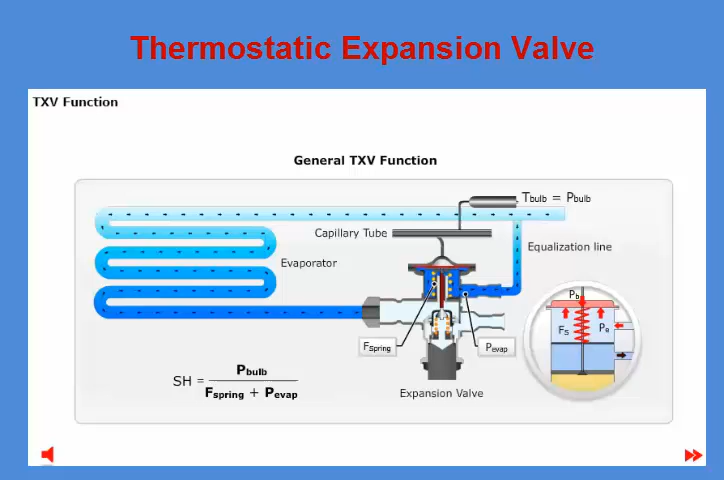 Thermostatic Expansion Valve
TXV Function
General TXV Function
Tbulb = Pbulb
Capillary Tube
Equalization line
Evaporator
Pb
Fs
Pe
Fspring
Pevap
SH = Pbulb
Fspring + Pevap
Expansion Valve